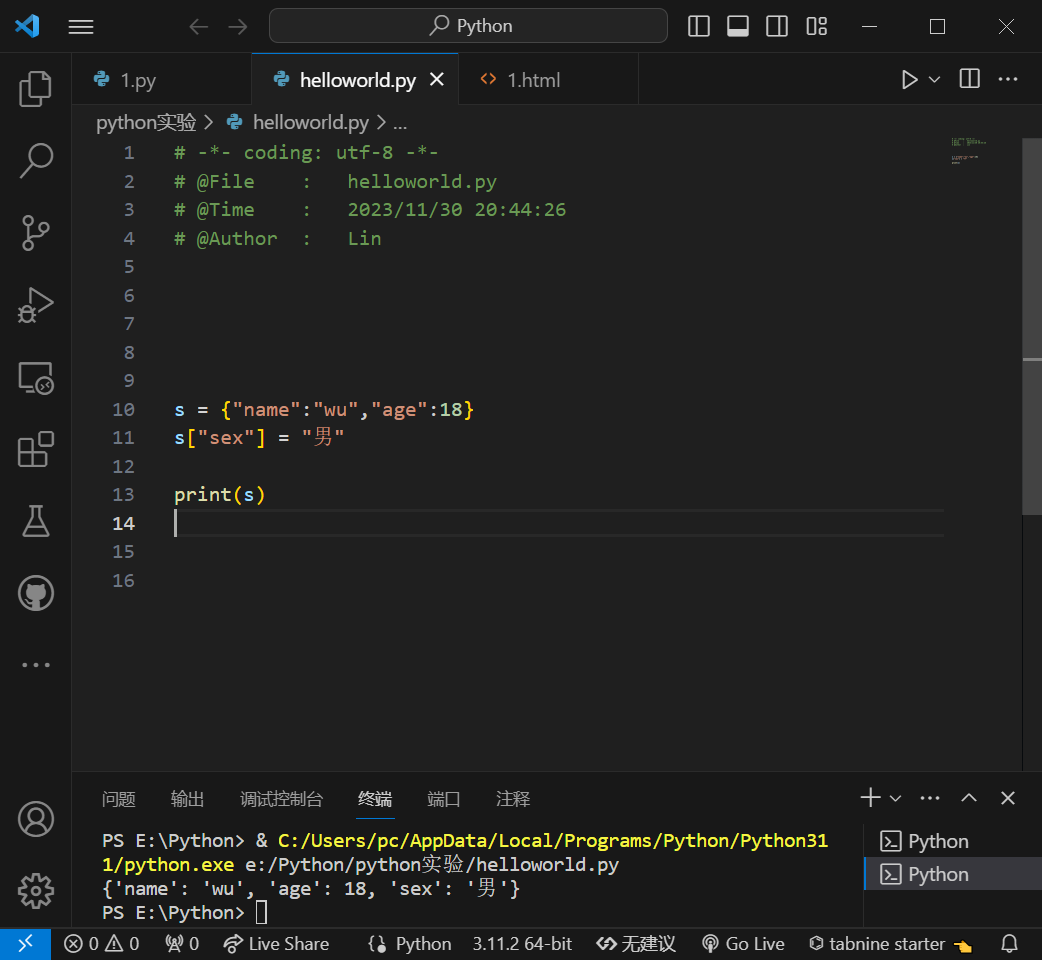 Python
1.py
helloworld.py
1.html
python实验 > helloworld.py > ...
1 # -*- coding: utf-8 -*-
2 # @File    :   helloworld.py
3 # @Time    :   2023/11/30 20:44:26
4 # @Author  :   Lin
5
6
7
8
9
10 s = {"name":"wu","age":18}
11 s["sex"] = "男"
12
13 print(s)
14
15
16
问题 输出 调试控制台 终端 端口 注释
PS E:\Python> & C:/Users/pc/AppData/Local/Programs/Python/Python31
1/python.exe e:/Python/python实验/helloworld.py
{'name': 'wu', 'age': 18, 'sex': '男'}
PS E:\Python>
Python
Python
0 0 0 Live Share Python 3.11.2 64-bit 无建议 Go Live tabnine starter